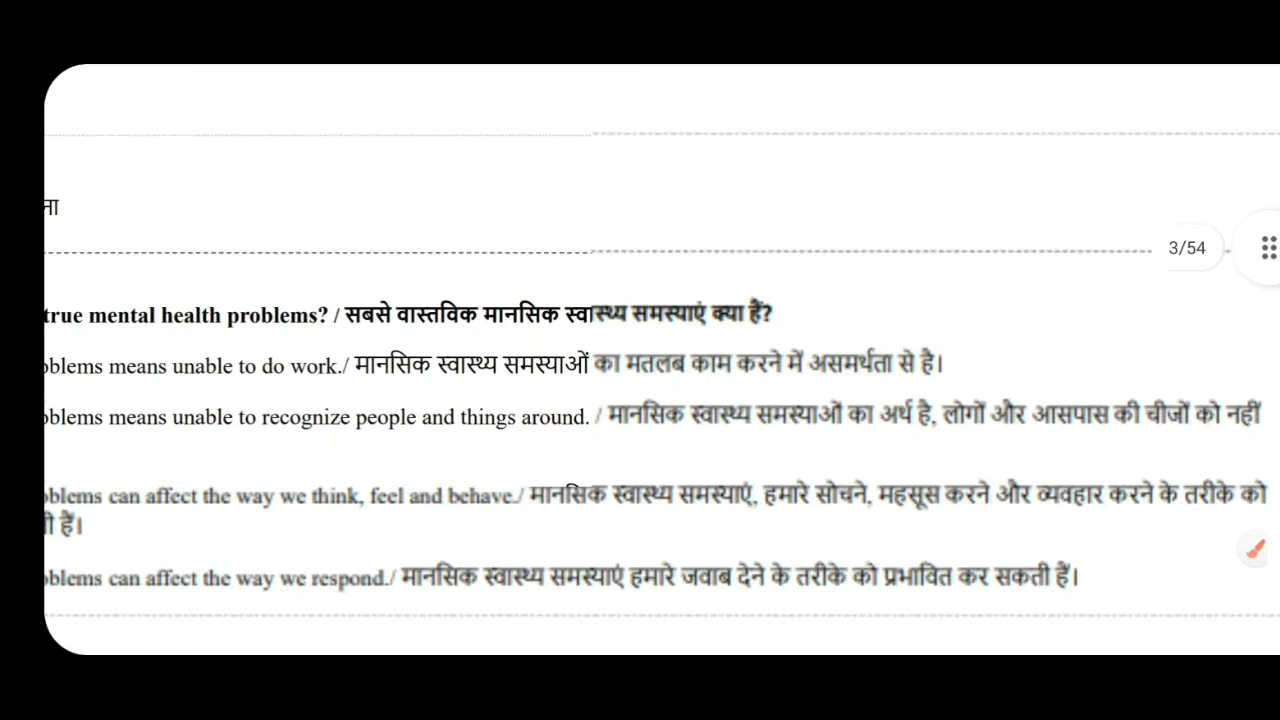 ना
3/54
true mental health problems? / सबसे वास्तविक मानसिक स्वास्थ्य समस्याएं क्या हैं?
oblems means unable to do work./ मानसिक स्वास्थ्य समस्याओं का मतलब काम करने में असमर्थता से है।
oblems means unable to recognize people and things around. / मानसिक स्वास्थ्य समस्याओं का अर्थ है, लोगों और आसपास की चीजों को नहीं
oblems can affect the way we think, feel and behave./ मानसिक स्वास्थ्य समस्याएं, हमारे सोचने, महसूस करने और व्यवहार करने के तरीके को
ी हैं।
oblems can affect the way we respond./ मानसिक स्वास्थ्य समस्याएं हमारे जवाब देने के तरीके को प्रभावित कर सकती हैं।